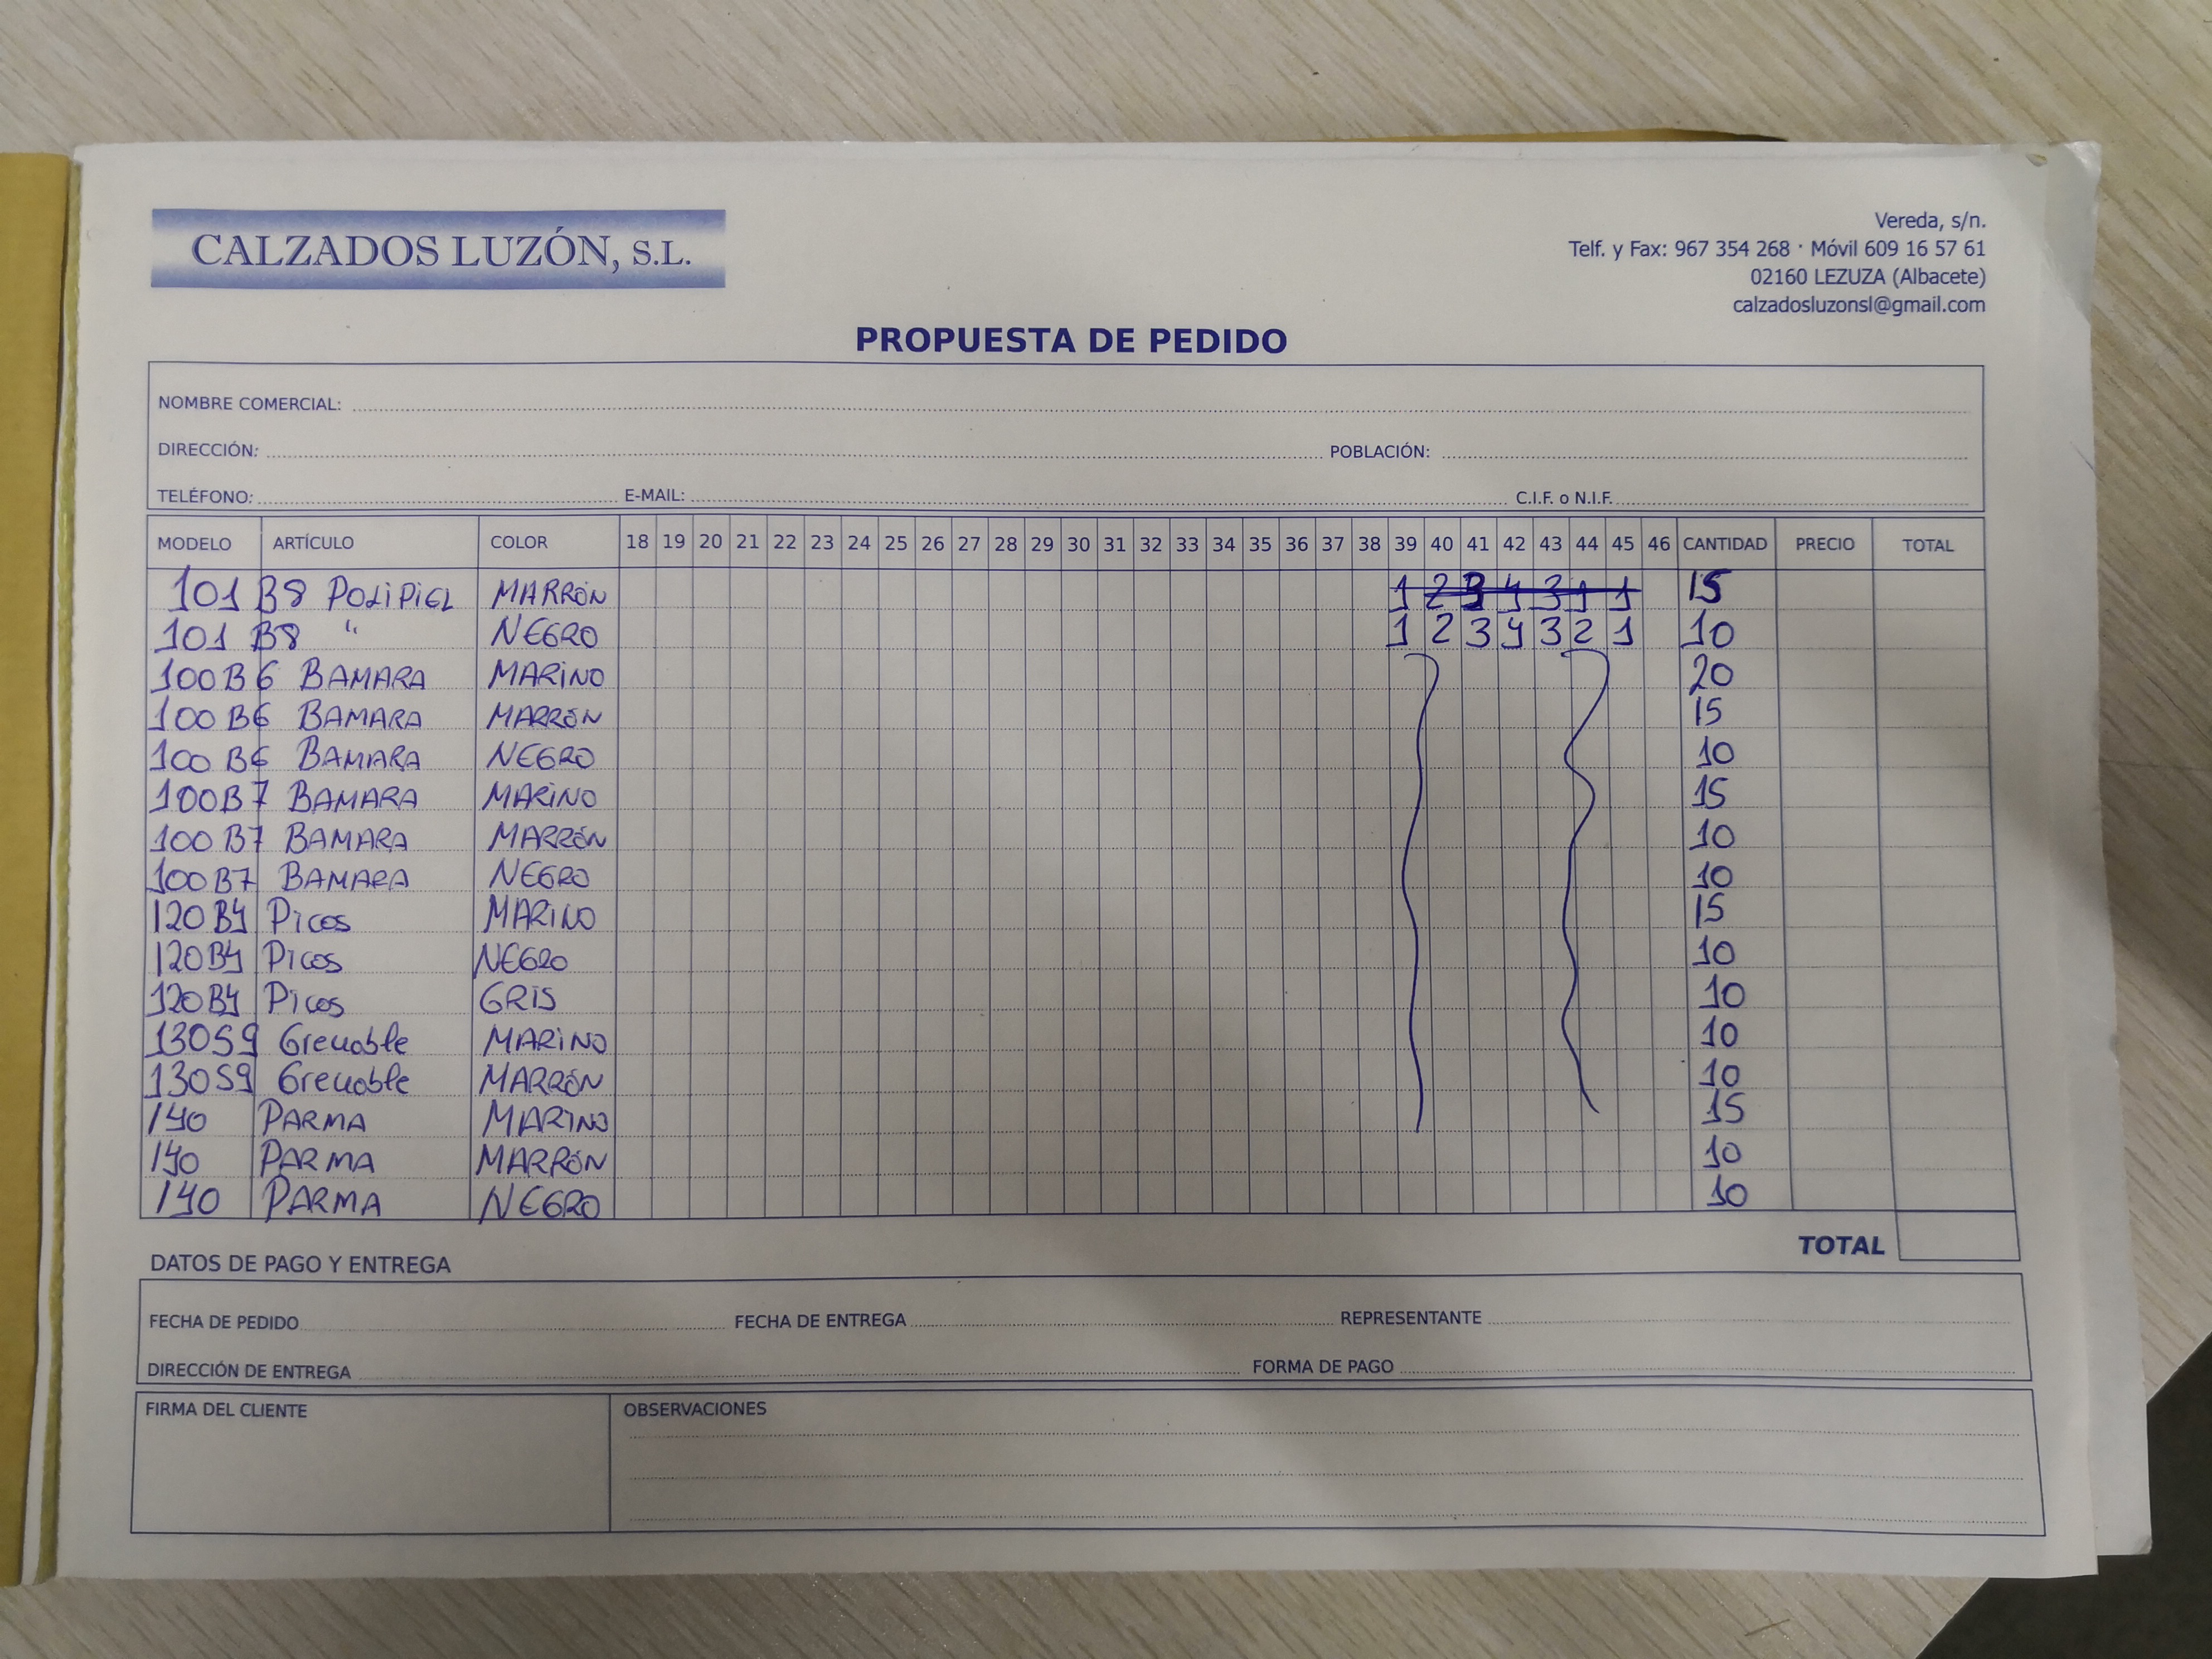 CALZADOS LUZÓN, S.L.
Vereda, s/n.
Telf. y Fax: 967 354 268 · Móvil 609 16 57 61
02160 LEZUZA (Albacete)
calzadosluzonsl@gmail.com
PROPUESTA DE PEDIDO
NOMBRE COMERCIAL:
DIRECCIÓN: POBLACIÓN:
TELÉFONO: E-MAIL: C.I.F. o N.I.F.
MODELO ARTÍCULO COLOR 18 19 20 21 22 23 24 25 26 27 28 29 30 31 32 33 34 35 36 37 38 39 40 41 42 43 44 45 46 CANTIDAD PRECIO TOTAL
101 B8 POLIPIEL MARRÓN 1 2 3 4 3 1 1 15
101 B8 " NEGRO 1 2 3 4 3 2 1 10
100 B6 BAMARA MARINO 20
100 B6 BAMARA MARRÓN 15
100 B6 BAMARA NEGRO 10
100 B7 BAMARA MARINO 15
100 B7 BAMARA MARRÓN 10
100 B7 BAMARA NEGRO 10
120 B4 Picos MARINO 15
120 B4 Picos NEGRO 10
120 B4 Picos GRIS 10
130 S9 Grenoble MARINO 10
130 S9 Grenoble MARRÓN 10
140 PARMA MARINO 15
140 PARMA MARRÓN 10
140 PARMA NEGRO 10
TOTAL
DATOS DE PAGO Y ENTREGA
FECHA DE PEDIDO FECHA DE ENTREGA REPRESENTANTE
DIRECCIÓN DE ENTREGA FORMA DE PAGO
FIRMA DEL CLIENTE OBSERVACIONES